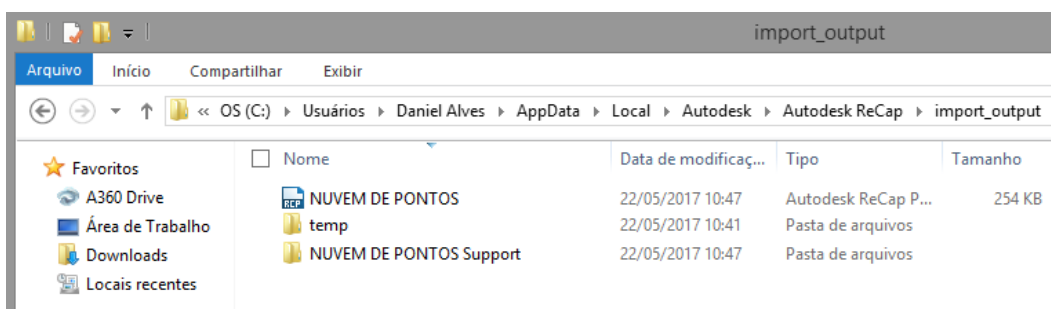 import_output
Arquivo Início Compartilhar Exibir
« OS (C:) Usuários Daniel Alves AppData Local Autodesk Autodesk ReCap import_output
Favoritos
A360 Drive
Área de Trabalho
Downloads
Locais recentes
Nome Data de modificaç... Tipo Tamanho
RCP NUVEM DE PONTOS 22/05/2017 10:47 Autodesk ReCap P... 254 KB
temp 22/05/2017 10:41 Pasta de arquivos
NUVEM DE PONTOS Support 22/05/2017 10:47 Pasta de arquivos